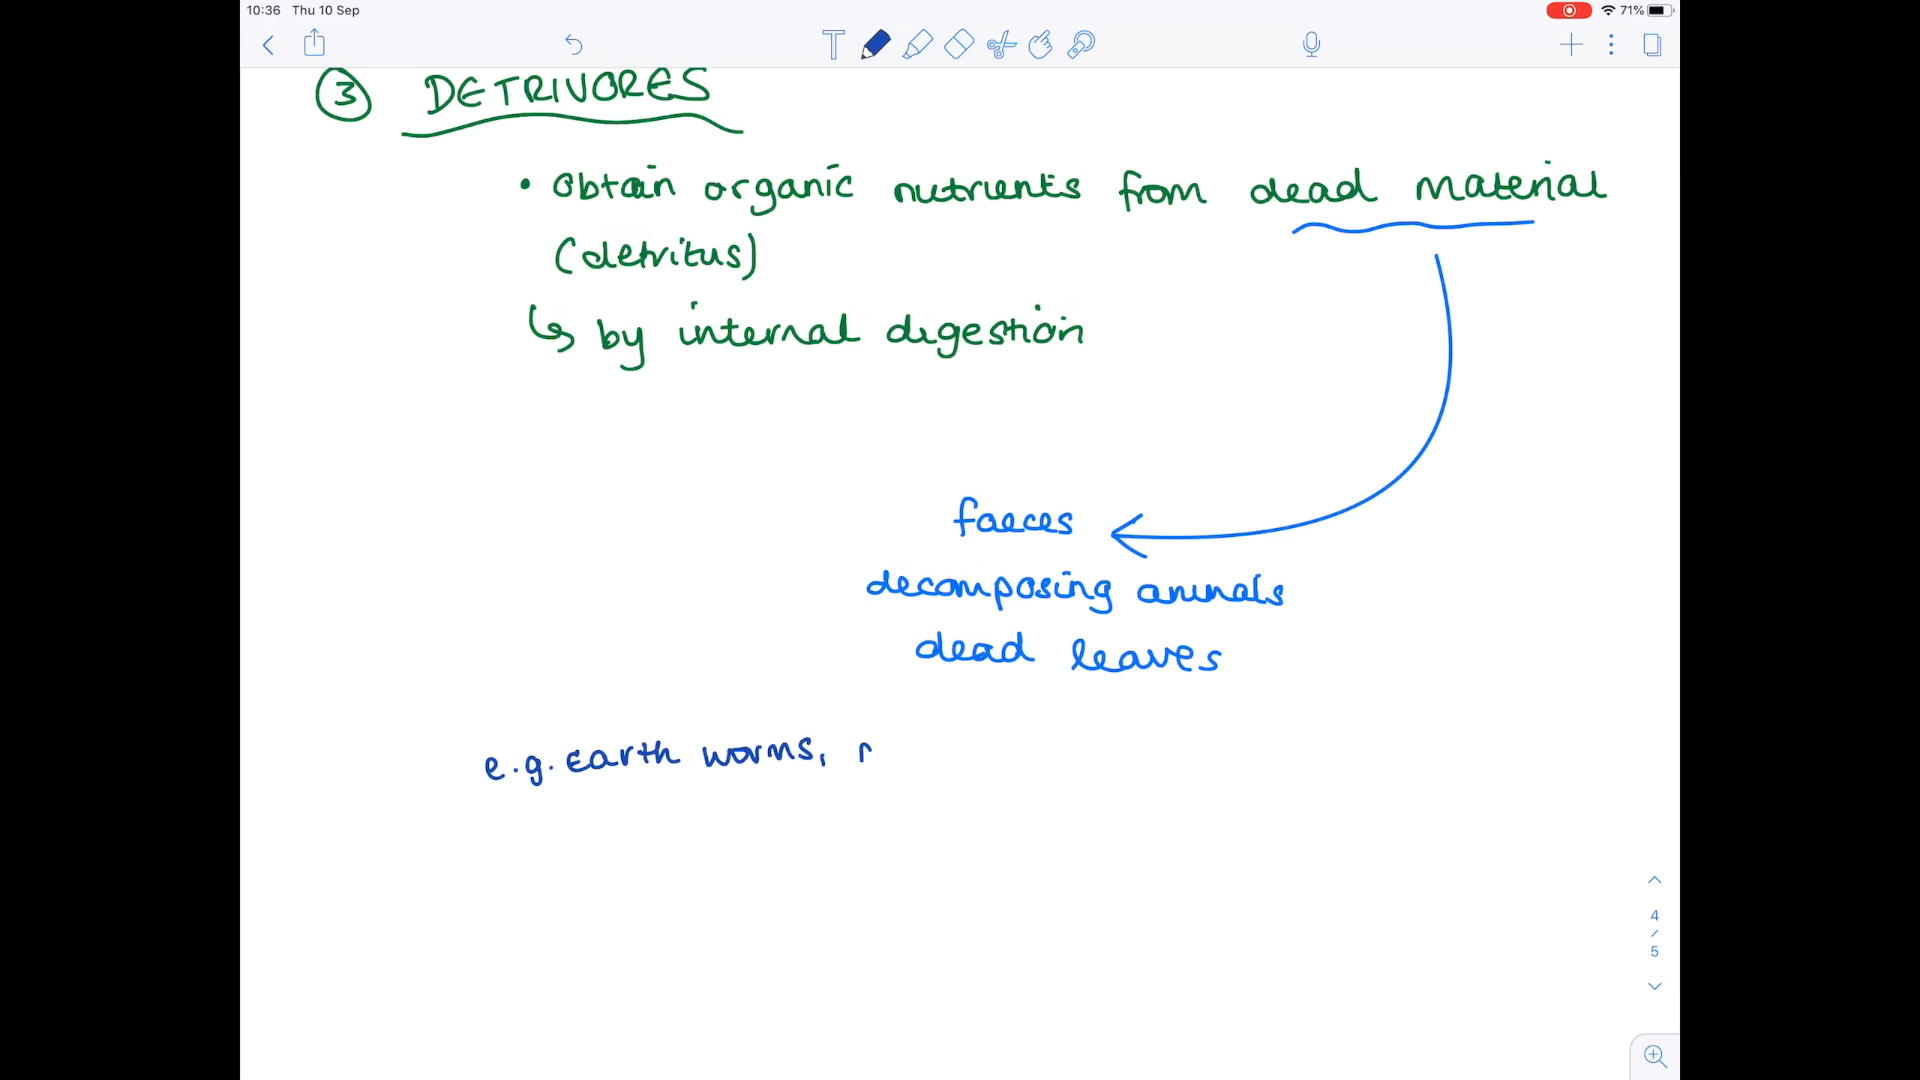 10:36 Thu 10 Sep
71%
T
3 DETRIVORES
• obtain organic nutrients from dead material
(detritus)
↳ by internal digestion
faeces
decomposing animals
dead leaves
e.g. Earth worms, r
4
/
5